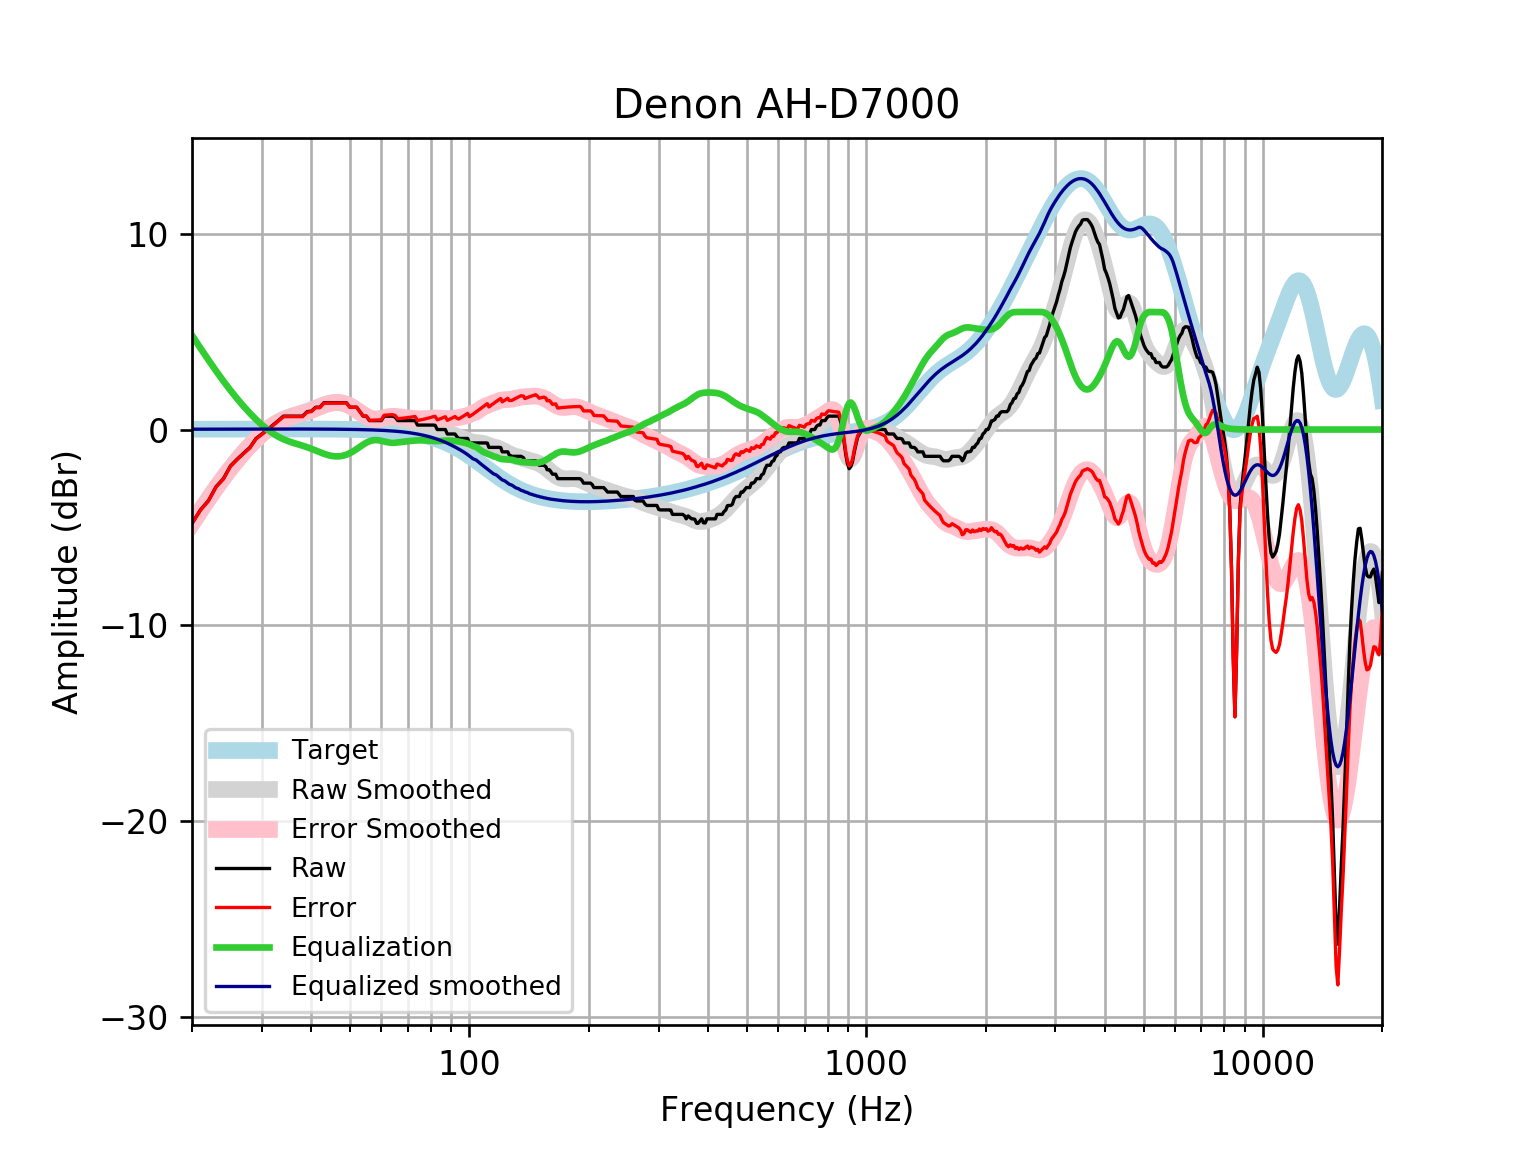 Denon AH-D7000
Amplitude (dBr)
10
0
−10
−20
−30
Target
Raw Smoothed
Error Smoothed
Raw
Error
Equalization
Equalized smoothed
100 1000 10000
Frequency (Hz)